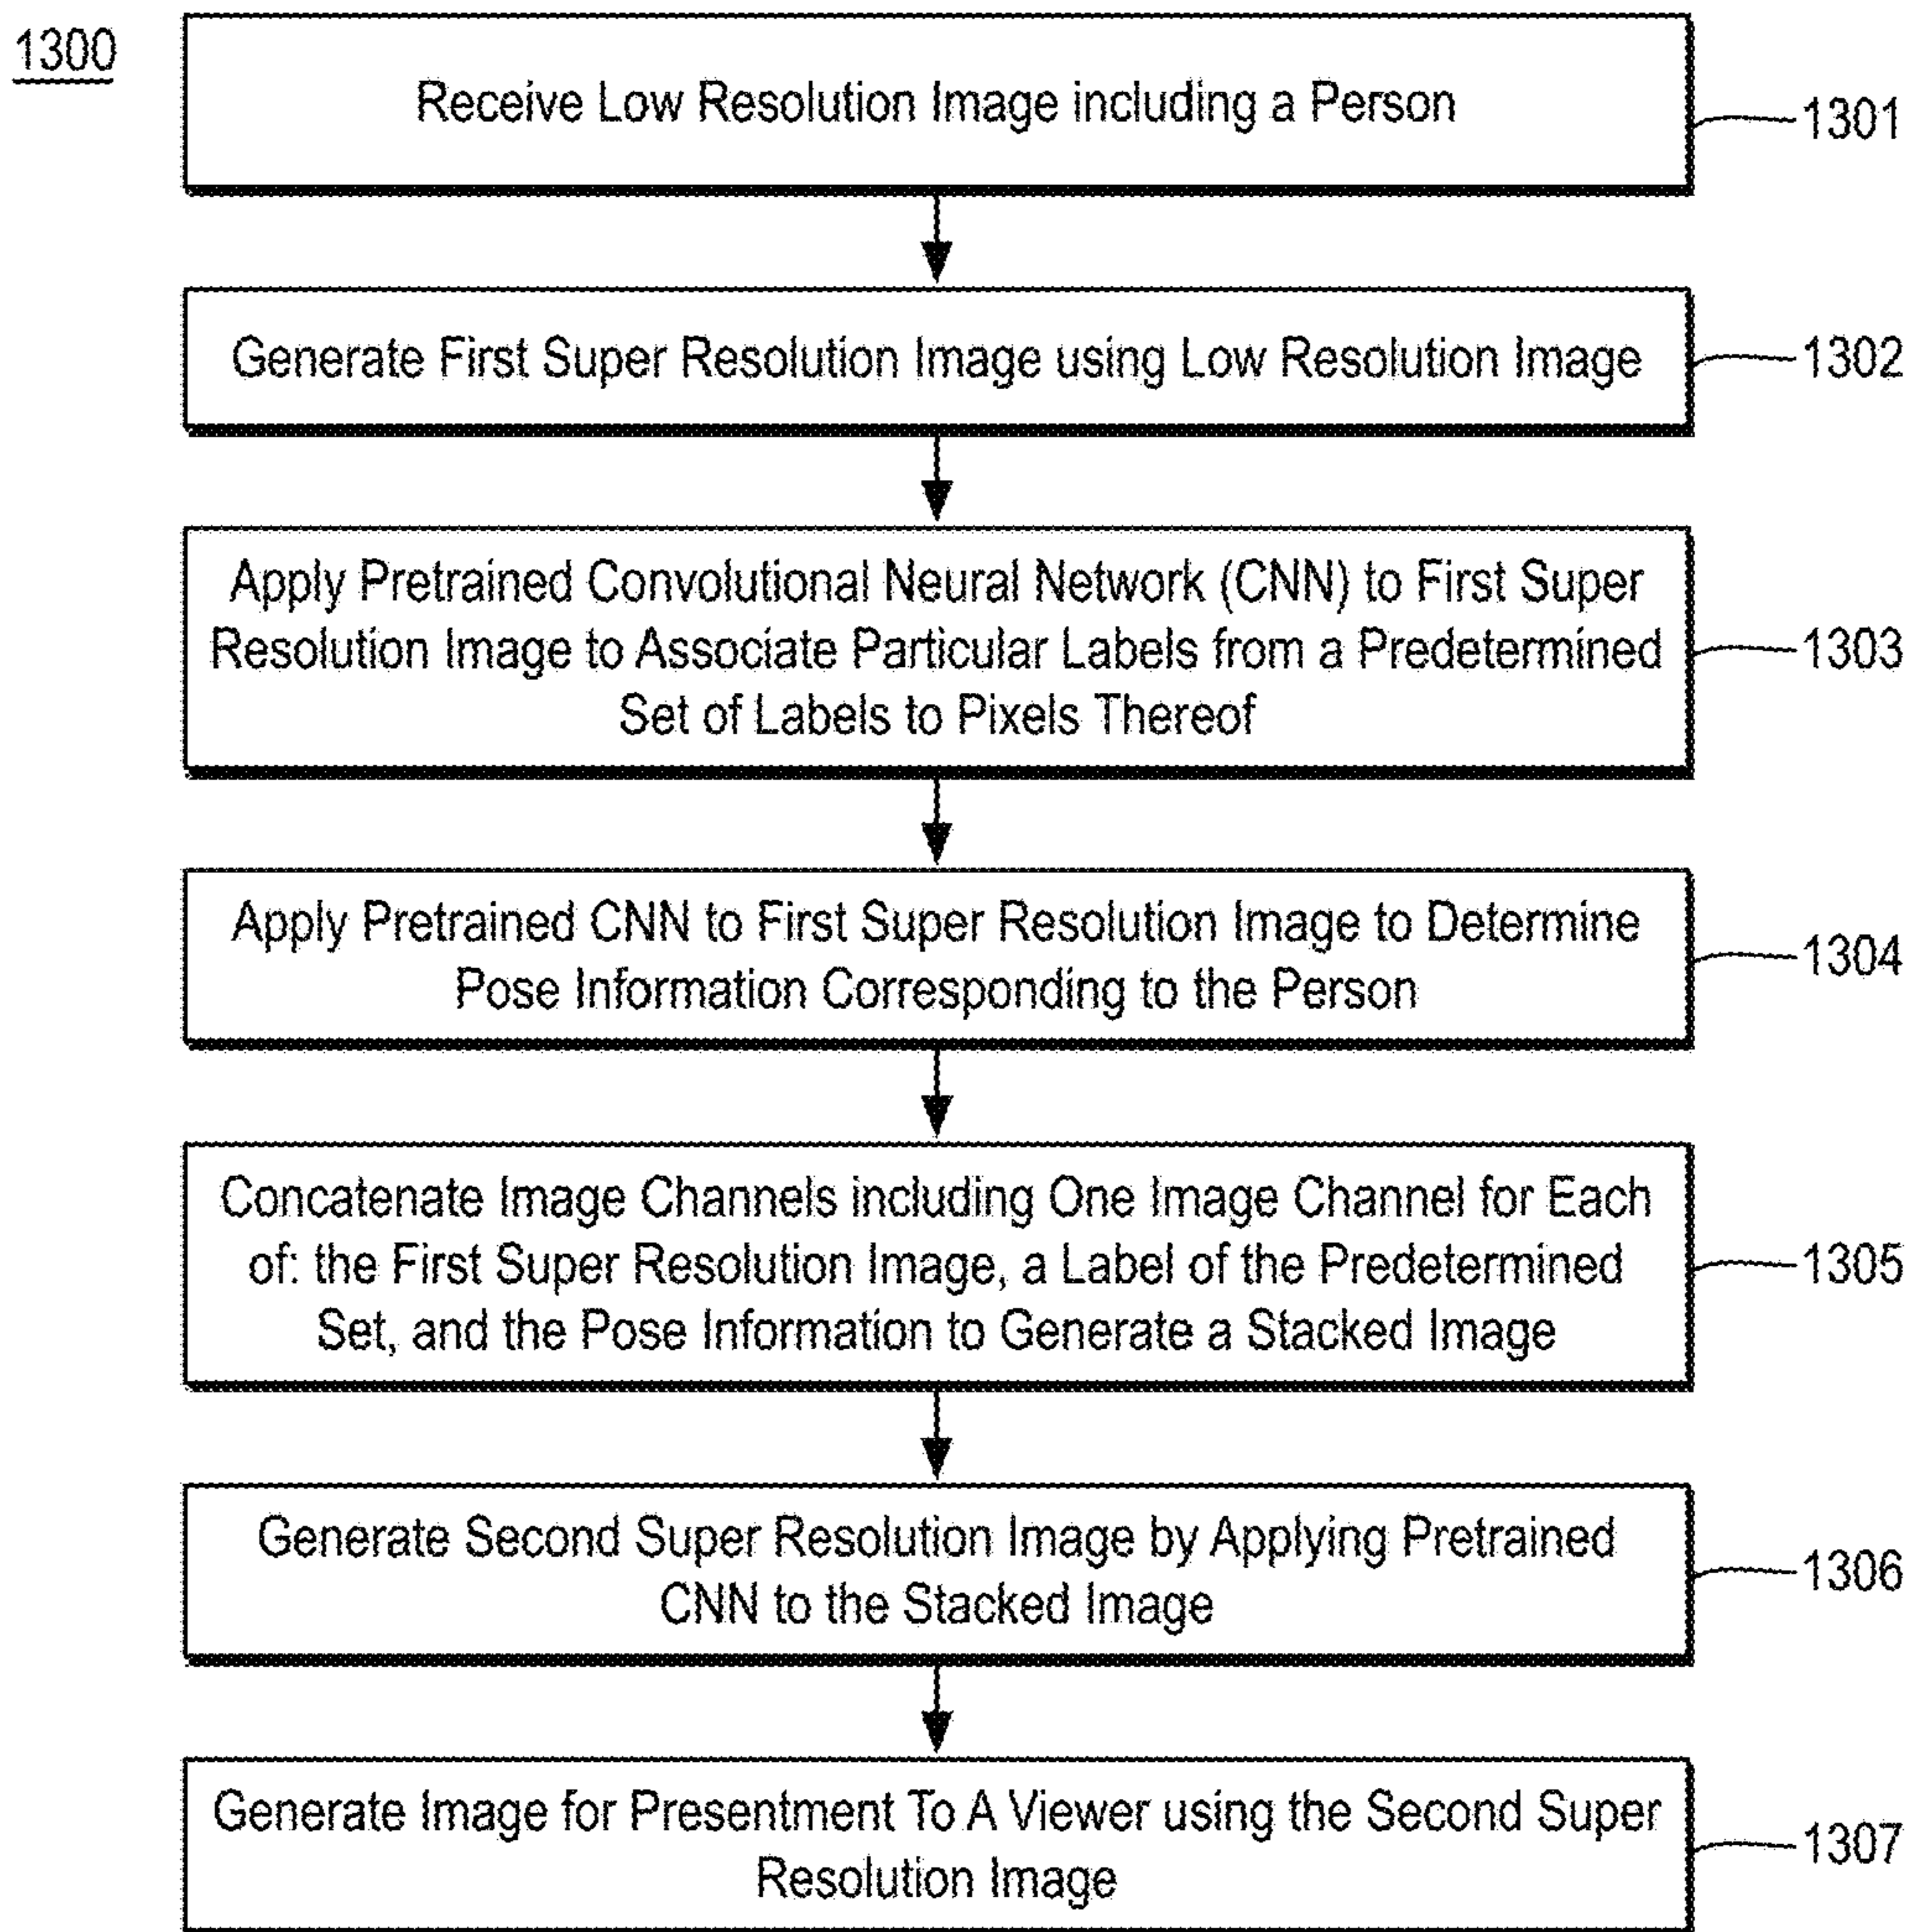 1300
Receive Low Resolution Image including a Person
1301
Generate First Super Resolution Image using Low Resolution Image
1302
Apply Pretrained Convolutional Neural Network (CNN) to First Super
Resolution Image to Associate Particular Labels from a Predetermined
Set of Labels to Pixels Thereof
1303
Apply Pretrained CNN to First Super Resolution Image to Determine
Pose Information Corresponding to the Person
1304
Concatenate Image Channels including One Image Channel for Each
of: the First Super Resolution Image, a Label of the Predetermined
Set, and the Pose Information to Generate a Stacked Image
1305
Generate Second Super Resolution Image by Applying Pretrained
CNN to the Stacked Image
1306
Generate Image for Presentment To A Viewer using the Second Super
Resolution Image
1307